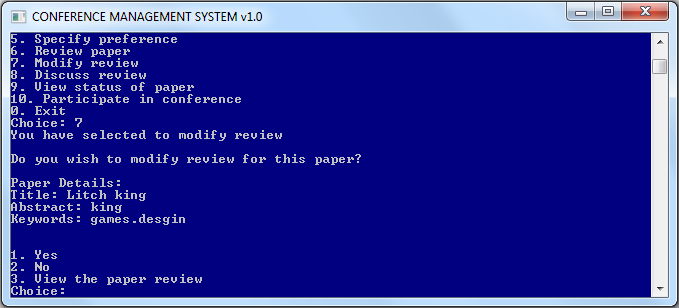 CONFERENCE MANAGEMENT SYSTEM v1.0
5. Specify preference
6. Review paper
7. Modify review
8. Discuss review
9. View status of paper
10. Participate in conference
0. Exit
Choice: 7
You have selected to modify review
Do you wish to modify review for this paper?
Paper Details:
Title: Litch king
Abstract: king
Keywords: games.desgin
1. Yes
2. No
3. View the paper review
Choice: